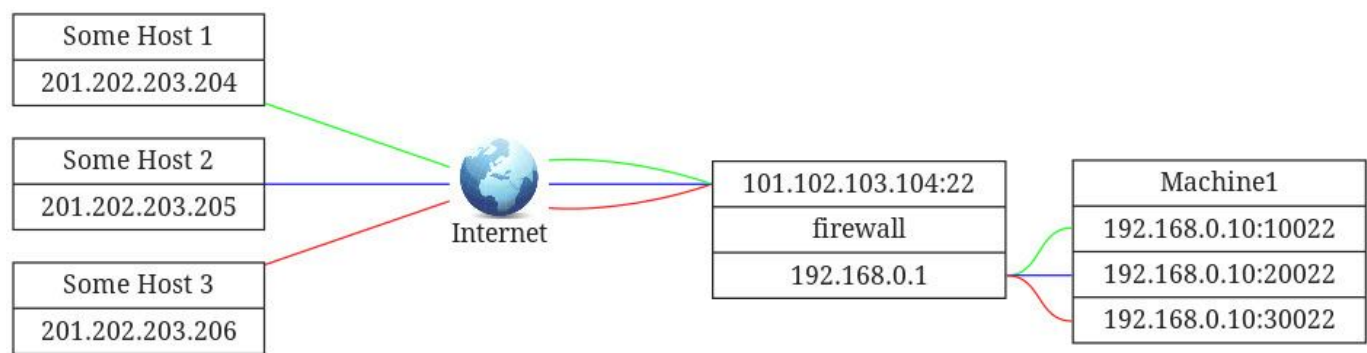 Some Host 1
201.202.203.204
Some Host 2
201.202.203.205
Some Host 3
201.202.203.206
Internet
101.102.103.104:22
firewall
192.168.0.1
Machine1
192.168.0.10:10022
192.168.0.10:20022
192.168.0.10:30022